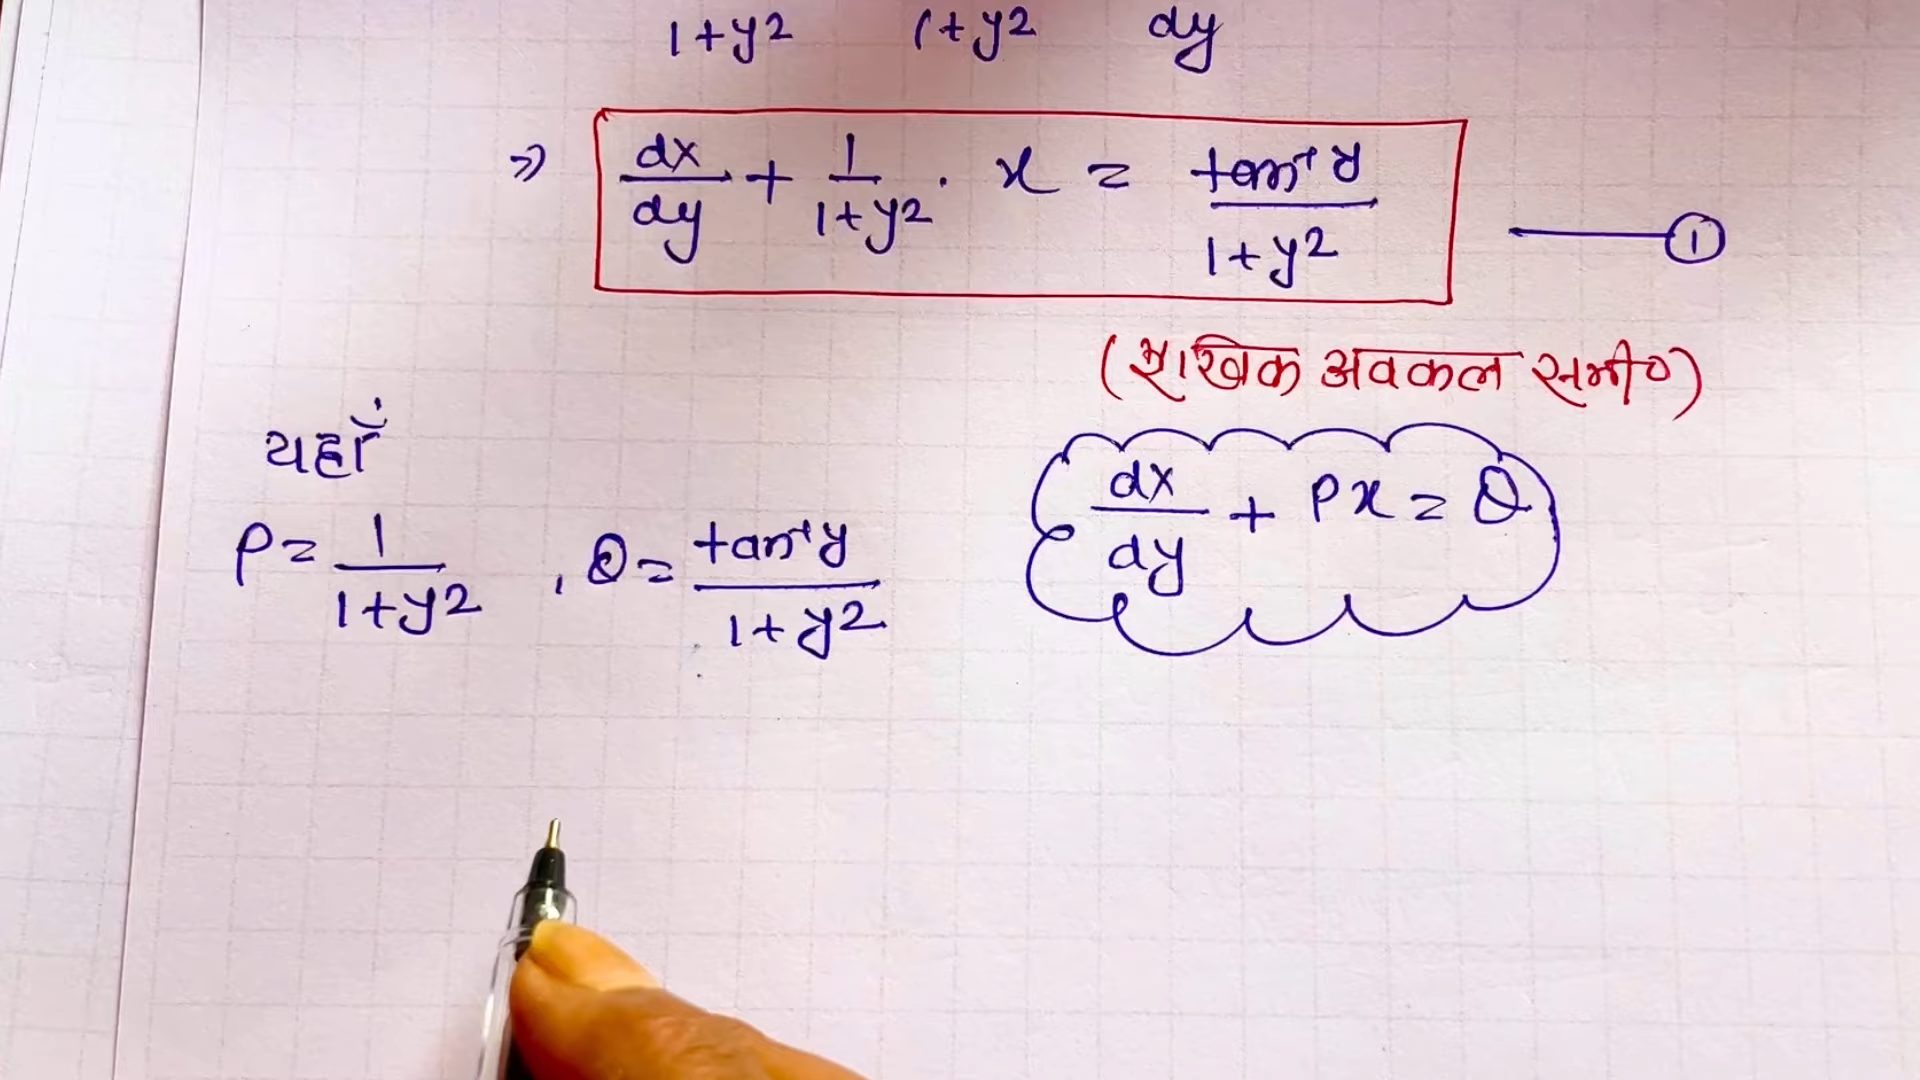 1+y2 1+y2 dy
⇒ dx/dy + 1/1+y2 . x = tan⁻¹y/1+y2 —①
(रैखिक अवकल समी०)
यहाँ
dx/dy + Px = Q
P = 1/1+y2 , Q = tan⁻¹y/1+y2